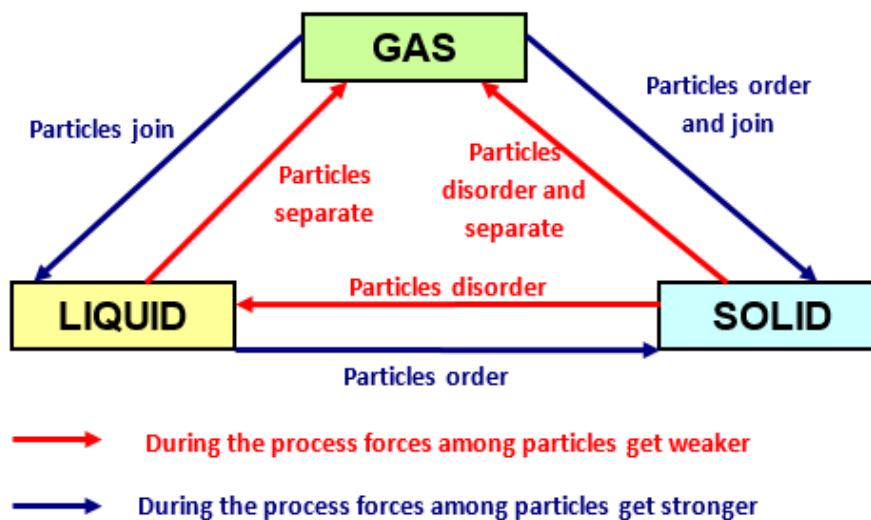 GAS
Particles join
Particles order
and join
Particles
separate
Particles
disorder and
separate
LIQUID
Particles disorder
SOLID
Particles order
During the process forces among particles get weaker
During the process forces among particles get stronger